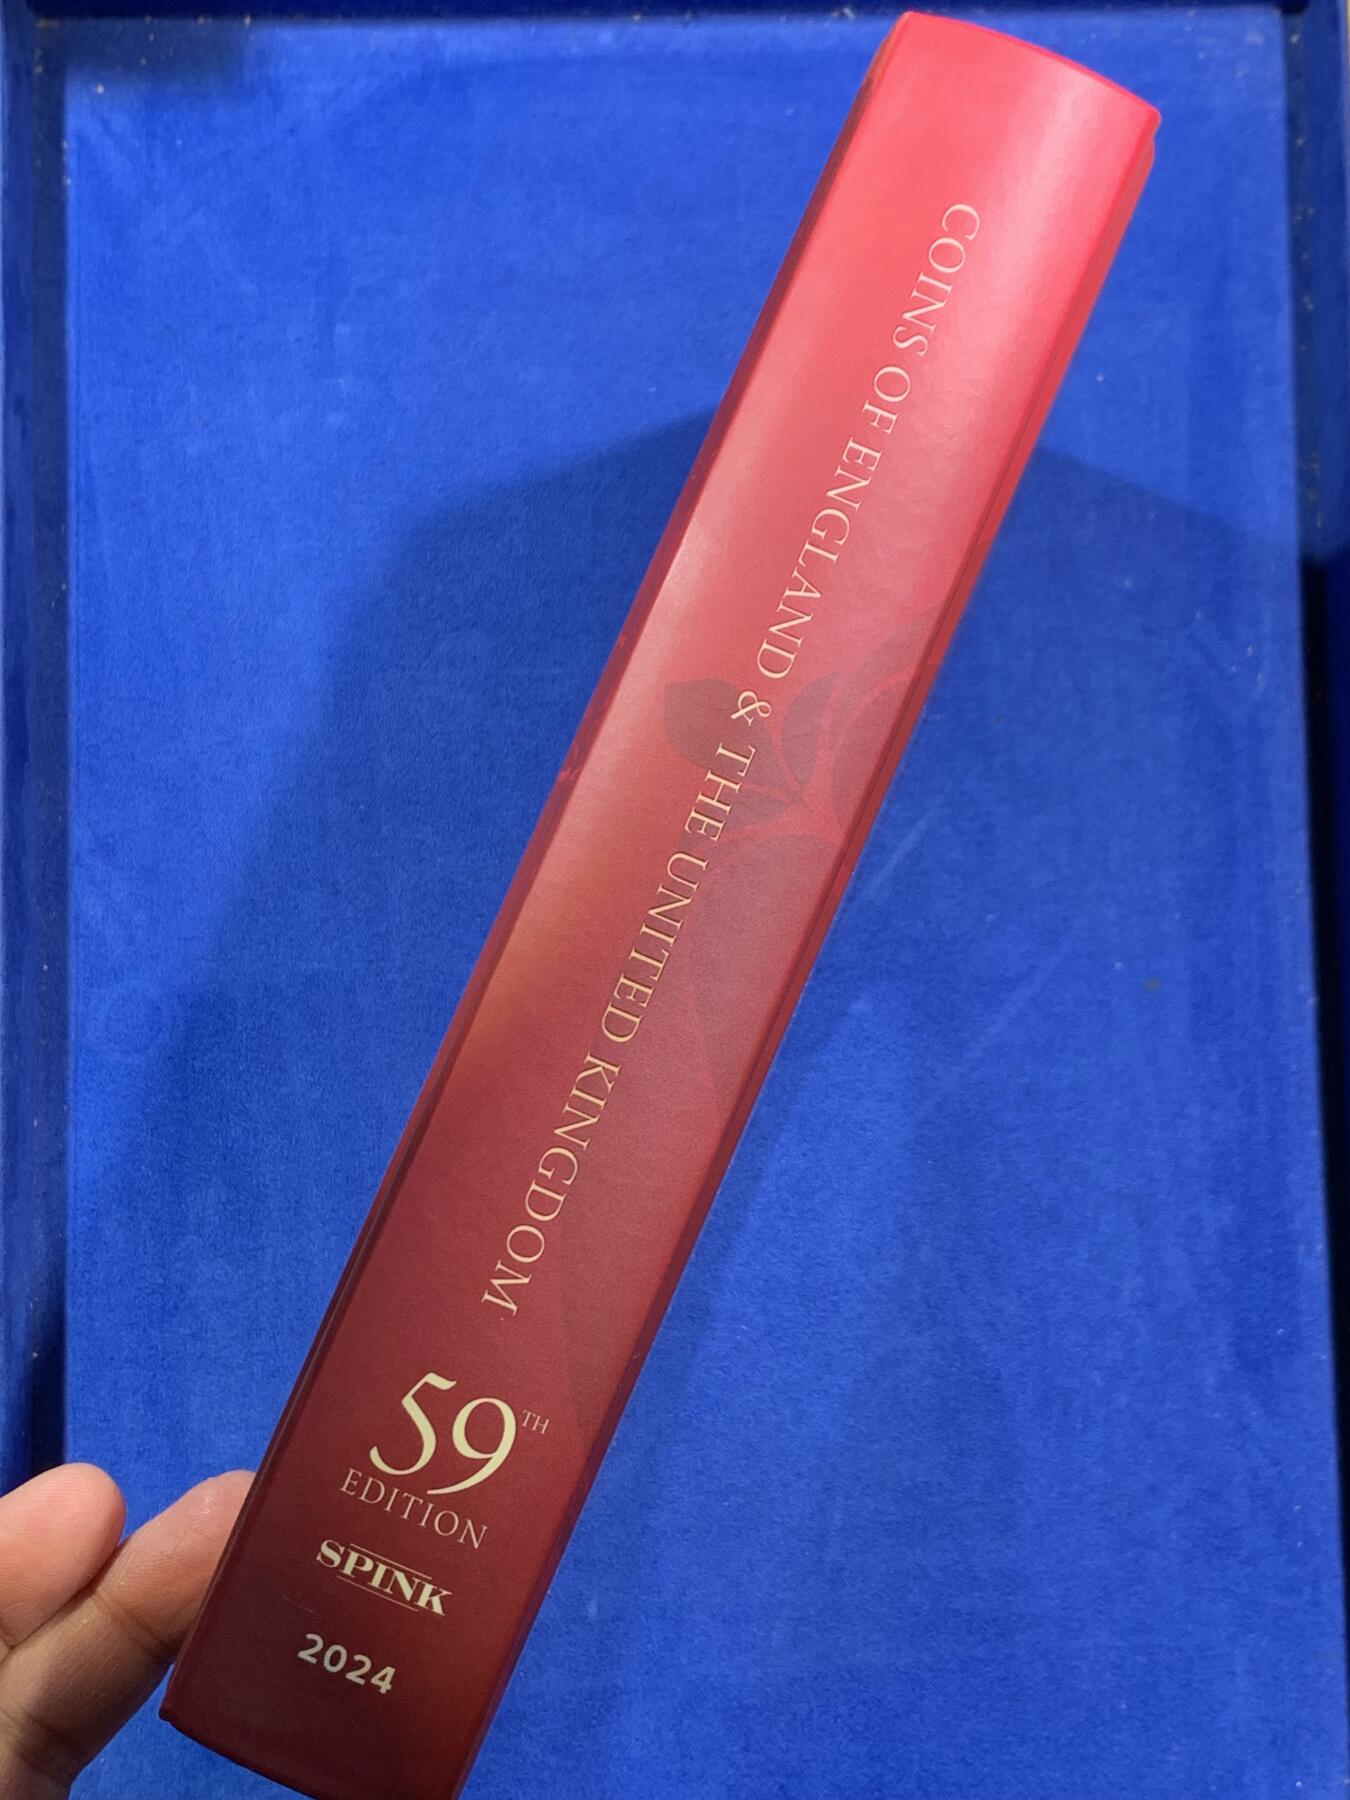 COINS OF ENGLAND & THE UNITED KINGDOM
59TH
EDITION
SPINK
2024